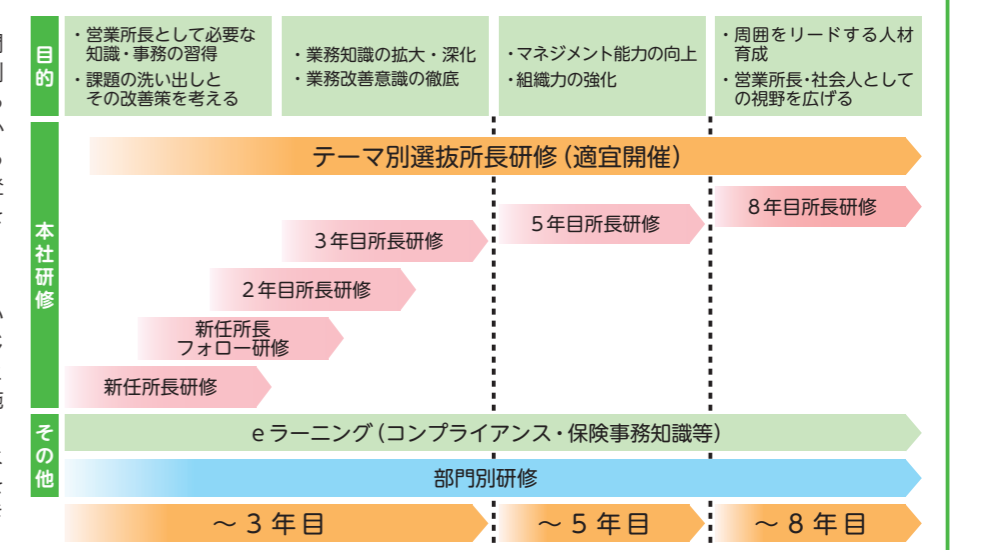 目的
・営業所長として必要な
知識・事務の習得
・課題の洗い出しと
その改善策を考える
・業務知識の拡大・深化
・業務改善意識の徹底
・マネジメント能力の向上
・組織力の強化
・周囲をリードする人材
育成
・営業所長・社会人として
の視野を広げる
本社研修
テーマ別選抜所長研修（適宜開催）
8年目所長研修
5年目所長研修
3年目所長研修
2年目所長研修
新任所長
フォロー研修
新任所長研修
その他
eラーニング（コンプライアンス・保険事務知識等）
部門別研修
～3年目
～5年目
～8年目